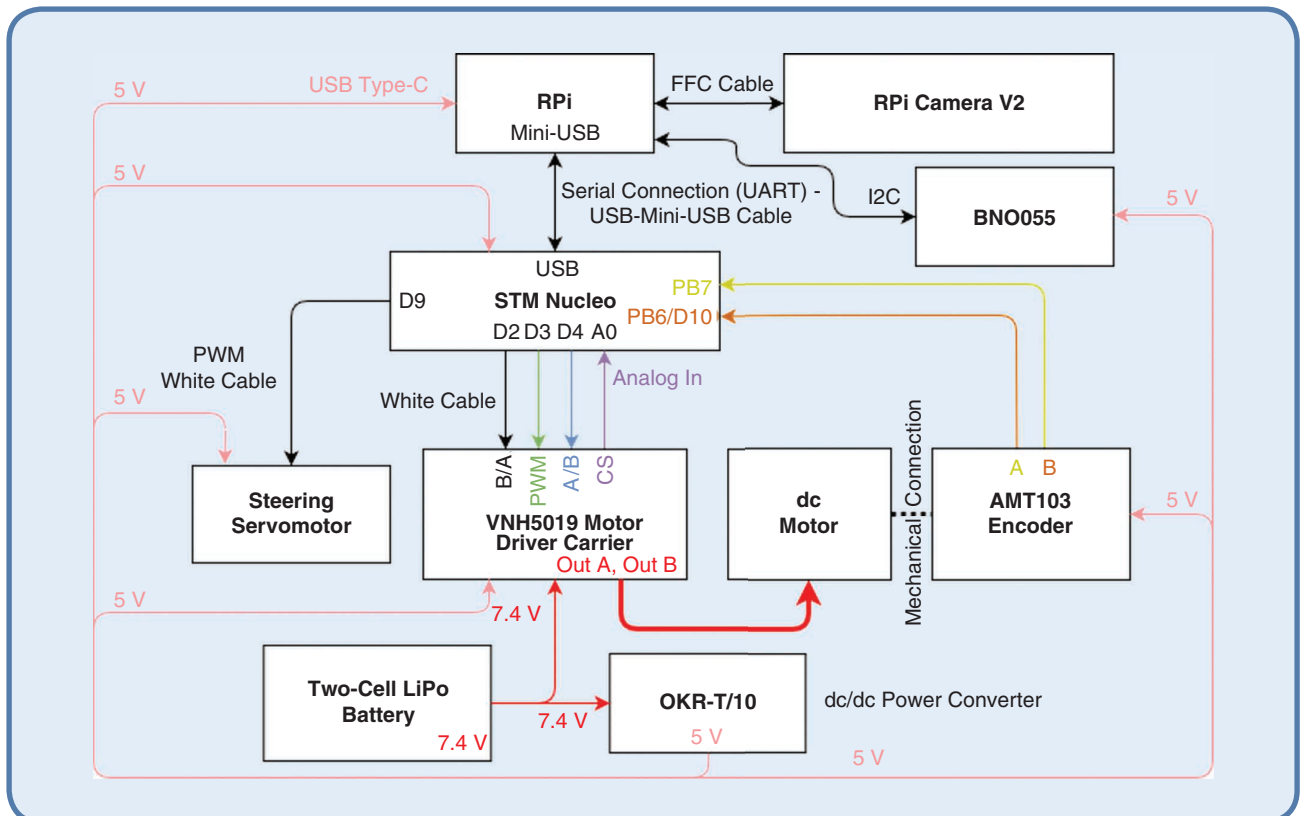 5 V
USB Type-C
RPi
Mini-USB
FFC Cable
RPi Camera V2
5 V
Serial Connection (UART) -
USB-Mini-USB Cable
I2C
BNO055
5 V
USB
STM Nucleo
D9
PB7
PB6/D10
D2 D3 D4 A0
PWM
White Cable
White Cable
Analog In
5 V
B/A
PWM
A/B
CS
VNH5019 Motor
Driver Carrier
Out A, Out B
Steering
Servomotor
dc
Motor
Mechanical Connection
A B
AMT103
Encoder
5 V
5 V
7.4 V
Two-Cell LiPo
Battery
7.4 V
7.4 V
OKR-T/10
5 V
dc/dc Power Converter
5 V